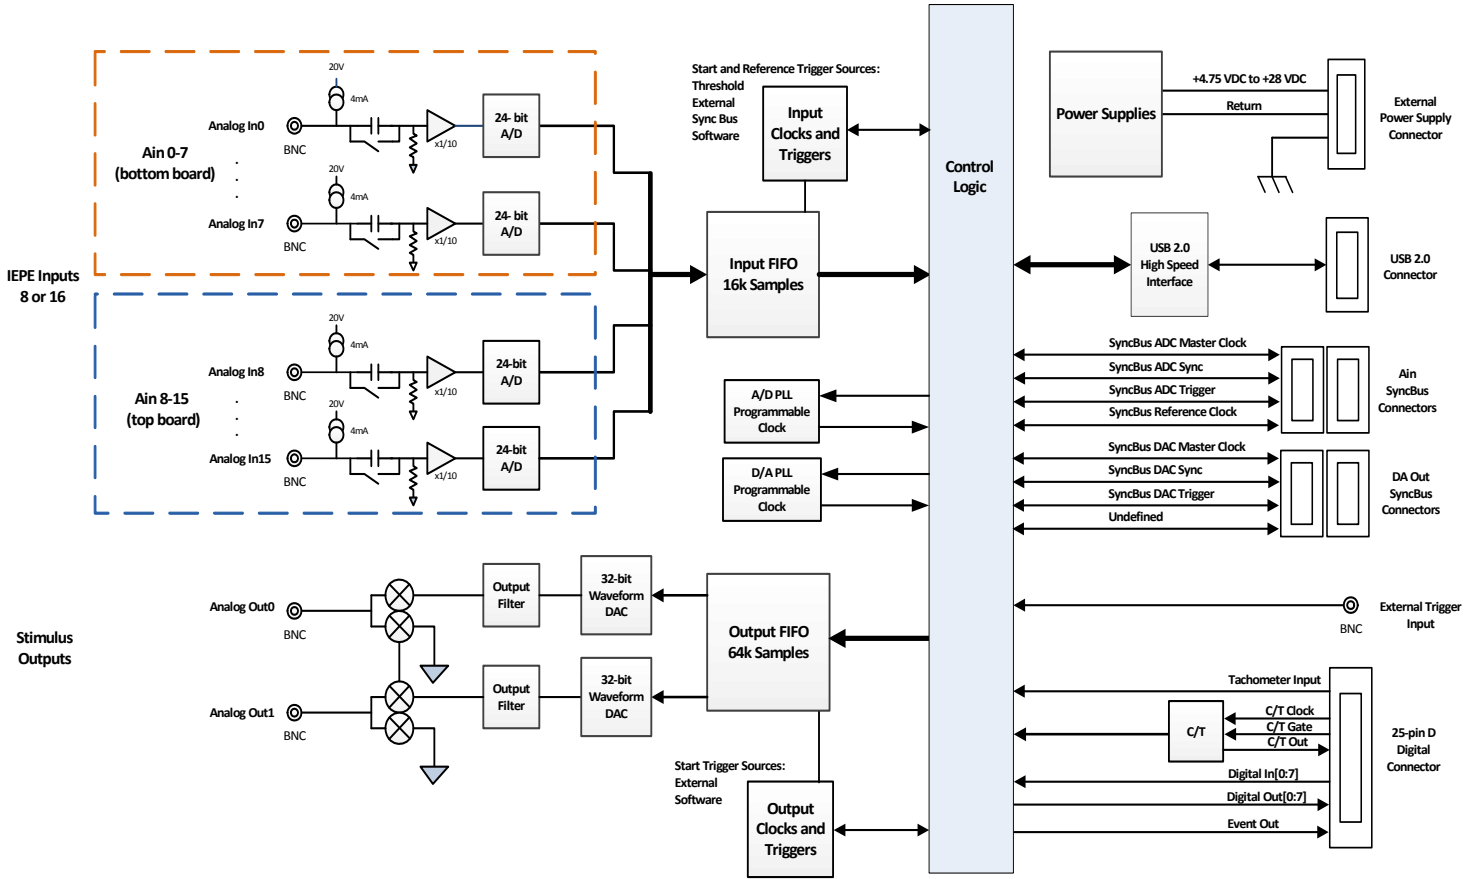 IEPE Inputs
8 or 16
Ain 0-7
(bottom board)
.
.
.
Analog In0
BNC
20V
4mA
x1/10
24- bit
A/D
Analog In7
BNC
20V
4mA
x1/10
24- bit
A/D
Ain 8-15
(top board)
.
.
.
Analog In8
BNC
20V
4mA
x1/10
24-bit
A/D
Analog In15
BNC
20V
4mA
x1/10
24-bit
A/D
Start and Reference Trigger Sources:
Threshold
External
Sync Bus
Software
Input
Clocks and
Triggers
Input FIFO
16k Samples
A/D PLL
Programmable
Clock
D/A PLL
Programmable
Clock
Control
Logic
Power Supplies
+4.75 VDC to +28 VDC
Return
External
Power Supply
Connector
USB 2.0
High Speed
Interface
USB 2.0
Connector
SyncBus ADC Master Clock
SyncBus ADC Sync
SyncBus ADC Trigger
SyncBus Reference Clock
Ain
SyncBus
Connectors
SyncBus DAC Master Clock
SyncBus DAC Sync
SyncBus DAC Trigger
Undefined
DA Out
SyncBus
Connectors
Stimulus
Outputs
Analog Out0
BNC
Output
Filter
32-bit
Waveform
DAC
Analog Out1
BNC
Output
Filter
32-bit
Waveform
DAC
Output FIFO
64k Samples
Start Trigger Sources:
External
Software
Output
Clocks and
Triggers
External Trigger
Input
BNC
Tachometer Input
C/T
C/T Clock
C/T Gate
C/T Out
Digital In[0:7]
Digital Out[0:7]
Event Out
25-pin D
Digital
Connector